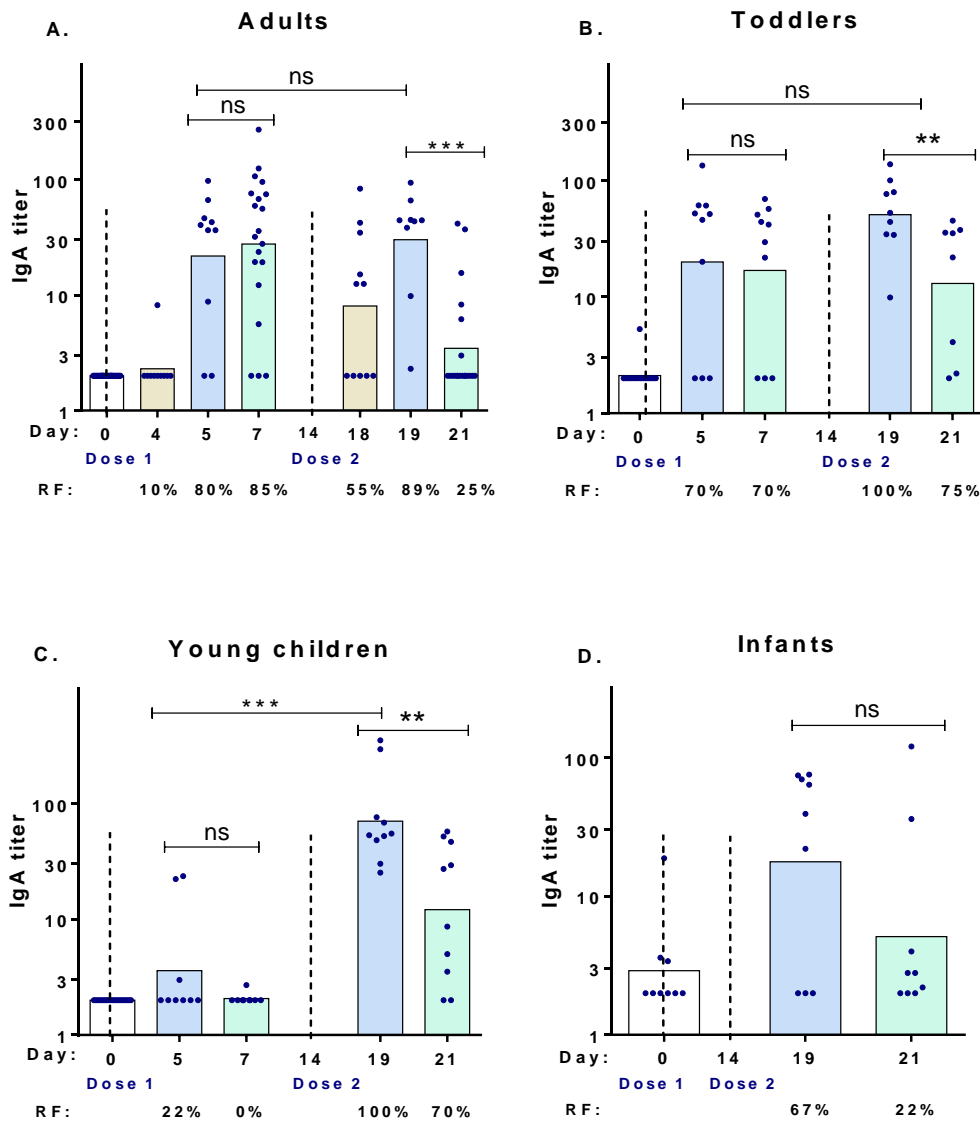 A. Adults
ns
ns
***
IgA titer
300
100
30
10
3
1
Day: 0 4 5 7 14 18 19 21
Dose 1 Dose 2
RF: 10% 80% 85% 55% 89% 25%
B. Toddlers
ns
ns
**
IgA titer
300
100
30
10
3
1
Day: 0 5 7 14 19 21
Dose 1 Dose 2
RF: 70% 70% 100% 75%
C. Young children
***
**
ns
IgA titer
100
30
10
3
1
Day: 0 5 7 14 19 21
Dose 1 Dose 2
RF: 22% 0% 100% 70%
D. Infants
ns
IgA titer
100
30
10
3
1
Day: 0 14 19 21
Dose 1 Dose 2
RF: 67% 22%